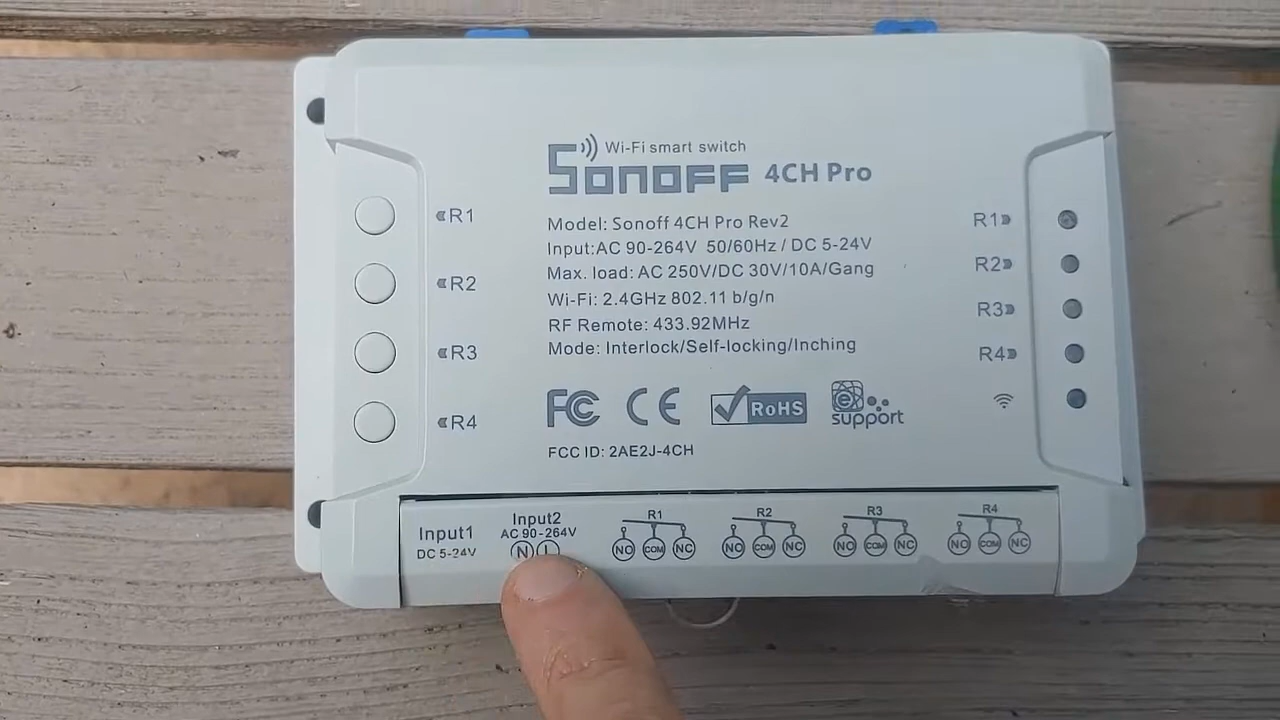 Wi-Fi smart switch
SonoFF 4CH Pro
Model: Sonoff 4CH Pro Rev2
Input:AC 90-264V 50/60Hz / DC 5-24V
Max. load: AC 250V/DC 30V/10A/Gang
Wi-Fi: 2.4GHz 802.11 b/g/n
RF Remote: 433.92MHz
Mode: Interlock/Self-locking/Inching
FC CE RoHS e support
FCC ID: 2AE2J-4CH
R1
R2
R3
R4
R1
R2
R3
R4
Input1
DC 5-24V
Input2
AC 90-264V
N L
R1
NO COM NC
R2
NO COM NC
R3
NO COM NC
R4
NO COM NC